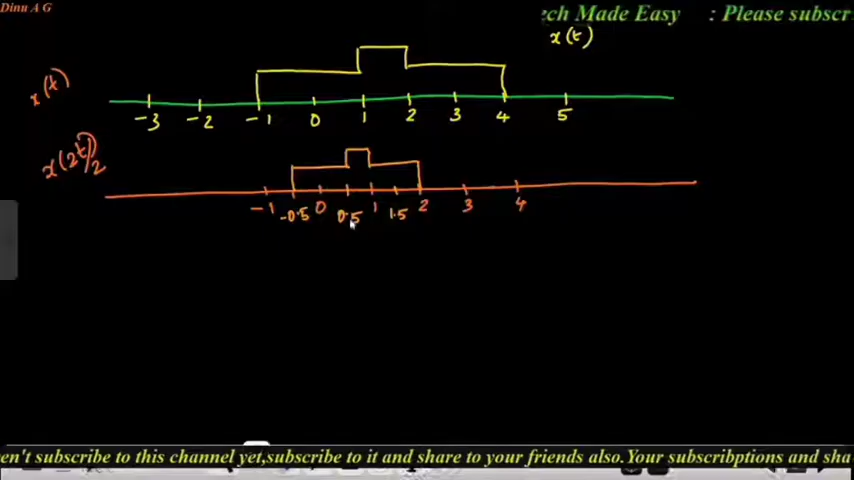 Dinu A G
ech Made Easy : Please subscr
x(t)
x(t)
-3 -2 -1 0 1 2 3 4 5
x(2t)/2
-1 -0.5 0 0.5 1 1.5 2 3 4
en't subscribe to this channel yet,subscribe to it and share to your friends also.Your subscribptions and sha